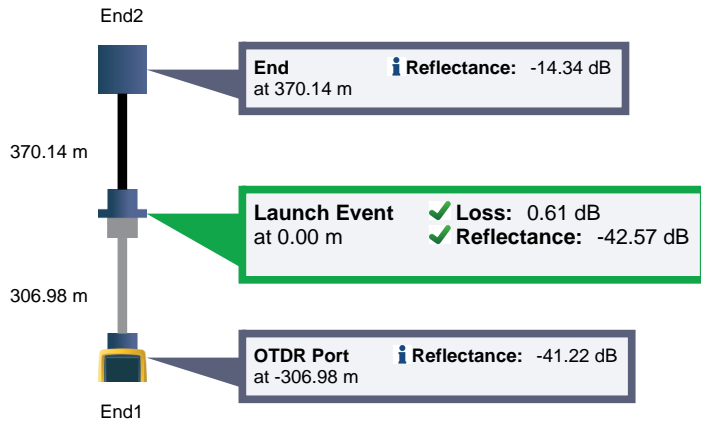 End2
End Reflectance: -14.34 dB
at 370.14 m
370.14 m
Launch Event Loss: 0.61 dB
at 0.00 m Reflectance: -42.57 dB
306.98 m
OTDR Port Reflectance: -41.22 dB
at -306.98 m
End1